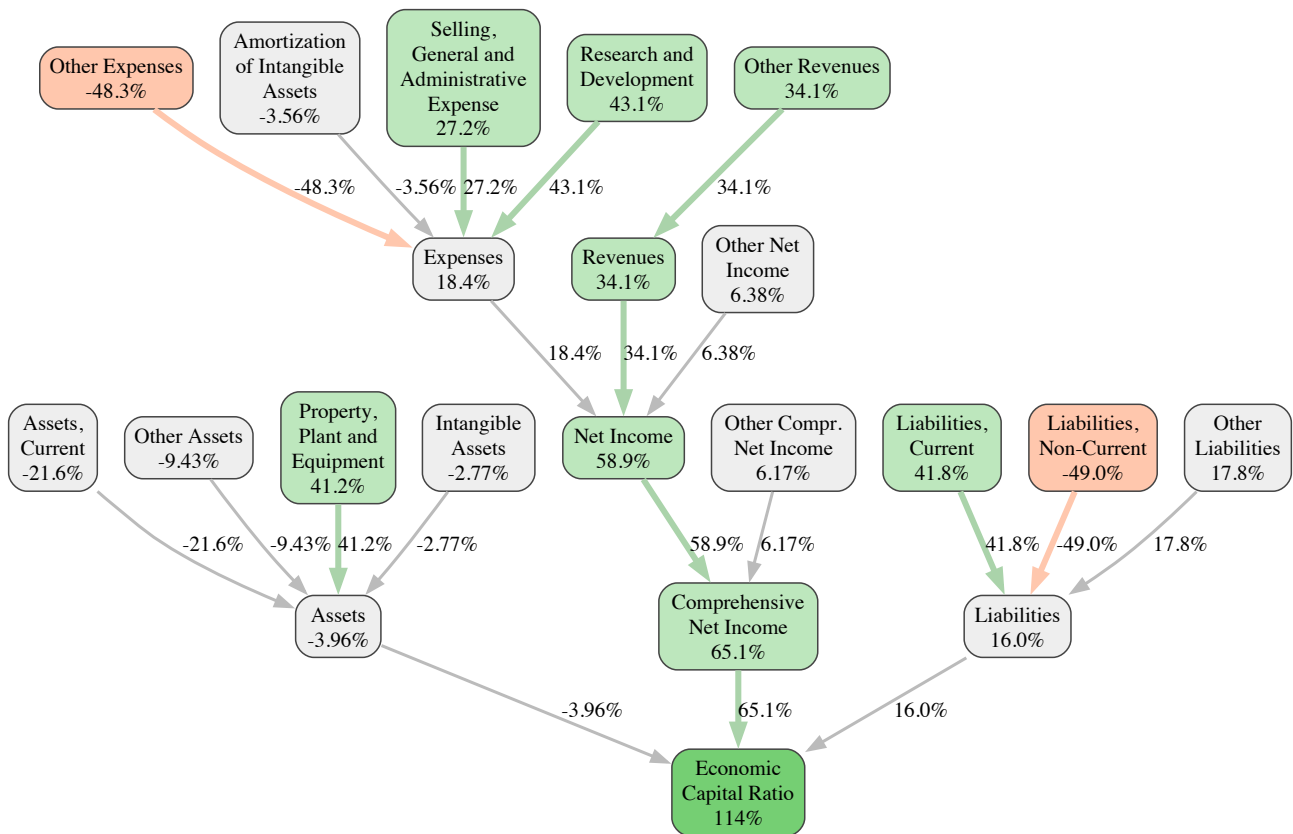 Other Expenses
-48.3%
Amortization
of Intangible
Assets
-3.56%
Selling,
General and
Administrative
Expense
27.2%
Research and
Development
43.1%
Other Revenues
34.1%
-48.3%
-3.56%
27.2%
43.1%
34.1%
Expenses
18.4%
Revenues
34.1%
Other Net
Income
6.38%
18.4%
34.1%
6.38%
Assets,
Current
-21.6%
Other Assets
-9.43%
Property,
Plant and
Equipment
41.2%
Intangible
Assets
-2.77%
Net Income
58.9%
Other Compr.
Net Income
6.17%
Liabilities,
Current
41.8%
Liabilities,
Non-Current
-49.0%
Other
Liabilities
17.8%
-21.6%
-9.43%
41.2%
-2.77%
58.9%
6.17%
41.8%
-49.0%
17.8%
Assets
-3.96%
Comprehensive
Net Income
65.1%
Liabilities
16.0%
-3.96%
65.1%
16.0%
Economic
Capital Ratio
114%